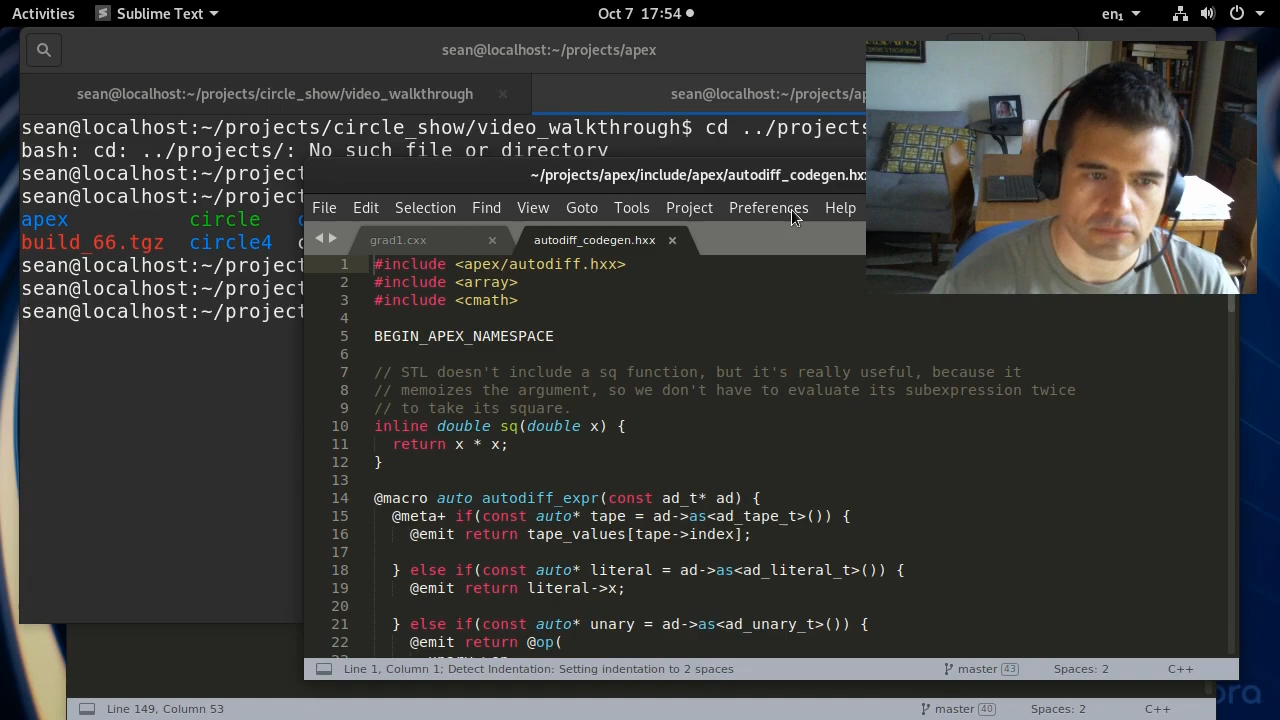 Activities Sublime Text Oct 7 17:54 en₁
sean@localhost:~/projects/apex
sean@localhost:~/projects/circle_show/video_walkthrough × sean@localhost:~/projects/ap
sean@localhost:~/projects/circle_show/video_walkthrough$ cd ../projects
bash: cd: ../projects/: No such file or directory
sean@localhost:~/project
sean@localhost:~/project
apex circle
build_66.tgz circle4
sean@localhost:~/project
sean@localhost:~/project
sean@localhost:~/project
~/projects/apex/include/apex/autodiff_codegen.hxx
File Edit Selection Find View Goto Tools Project Preferences Help
grad1.cxx × autodiff_codegen.hxx ×
1 #include <apex/autodiff.hxx>
2 #include <array>
3 #include <cmath>
4
5 BEGIN_APEX_NAMESPACE
6
7 // STL doesn't include a sq function, but it's really useful, because it
8 // memoizes the argument, so we don't have to evaluate its subexpression twice
9 // to take its square.
10 inline double sq(double x) {
11 return x * x;
12 }
13
14 @macro auto autodiff_expr(const ad_t* ad) {
15 @meta+ if(const auto* tape = ad->as<ad_tape_t>()) {
16 @emit return tape_values[tape->index];
17
18 } else if(const auto* literal = ad->as<ad_literal_t>()) {
19 @emit return literal->x;
20
21 } else if(const auto* unary = ad->as<ad_unary_t>()) {
22 @emit return @op(
Line 1, Column 1; Detect Indentation: Setting indentation to 2 spaces master 43 Spaces: 2 C++
Line 149, Column 53 master 40 Spaces: 2 C++